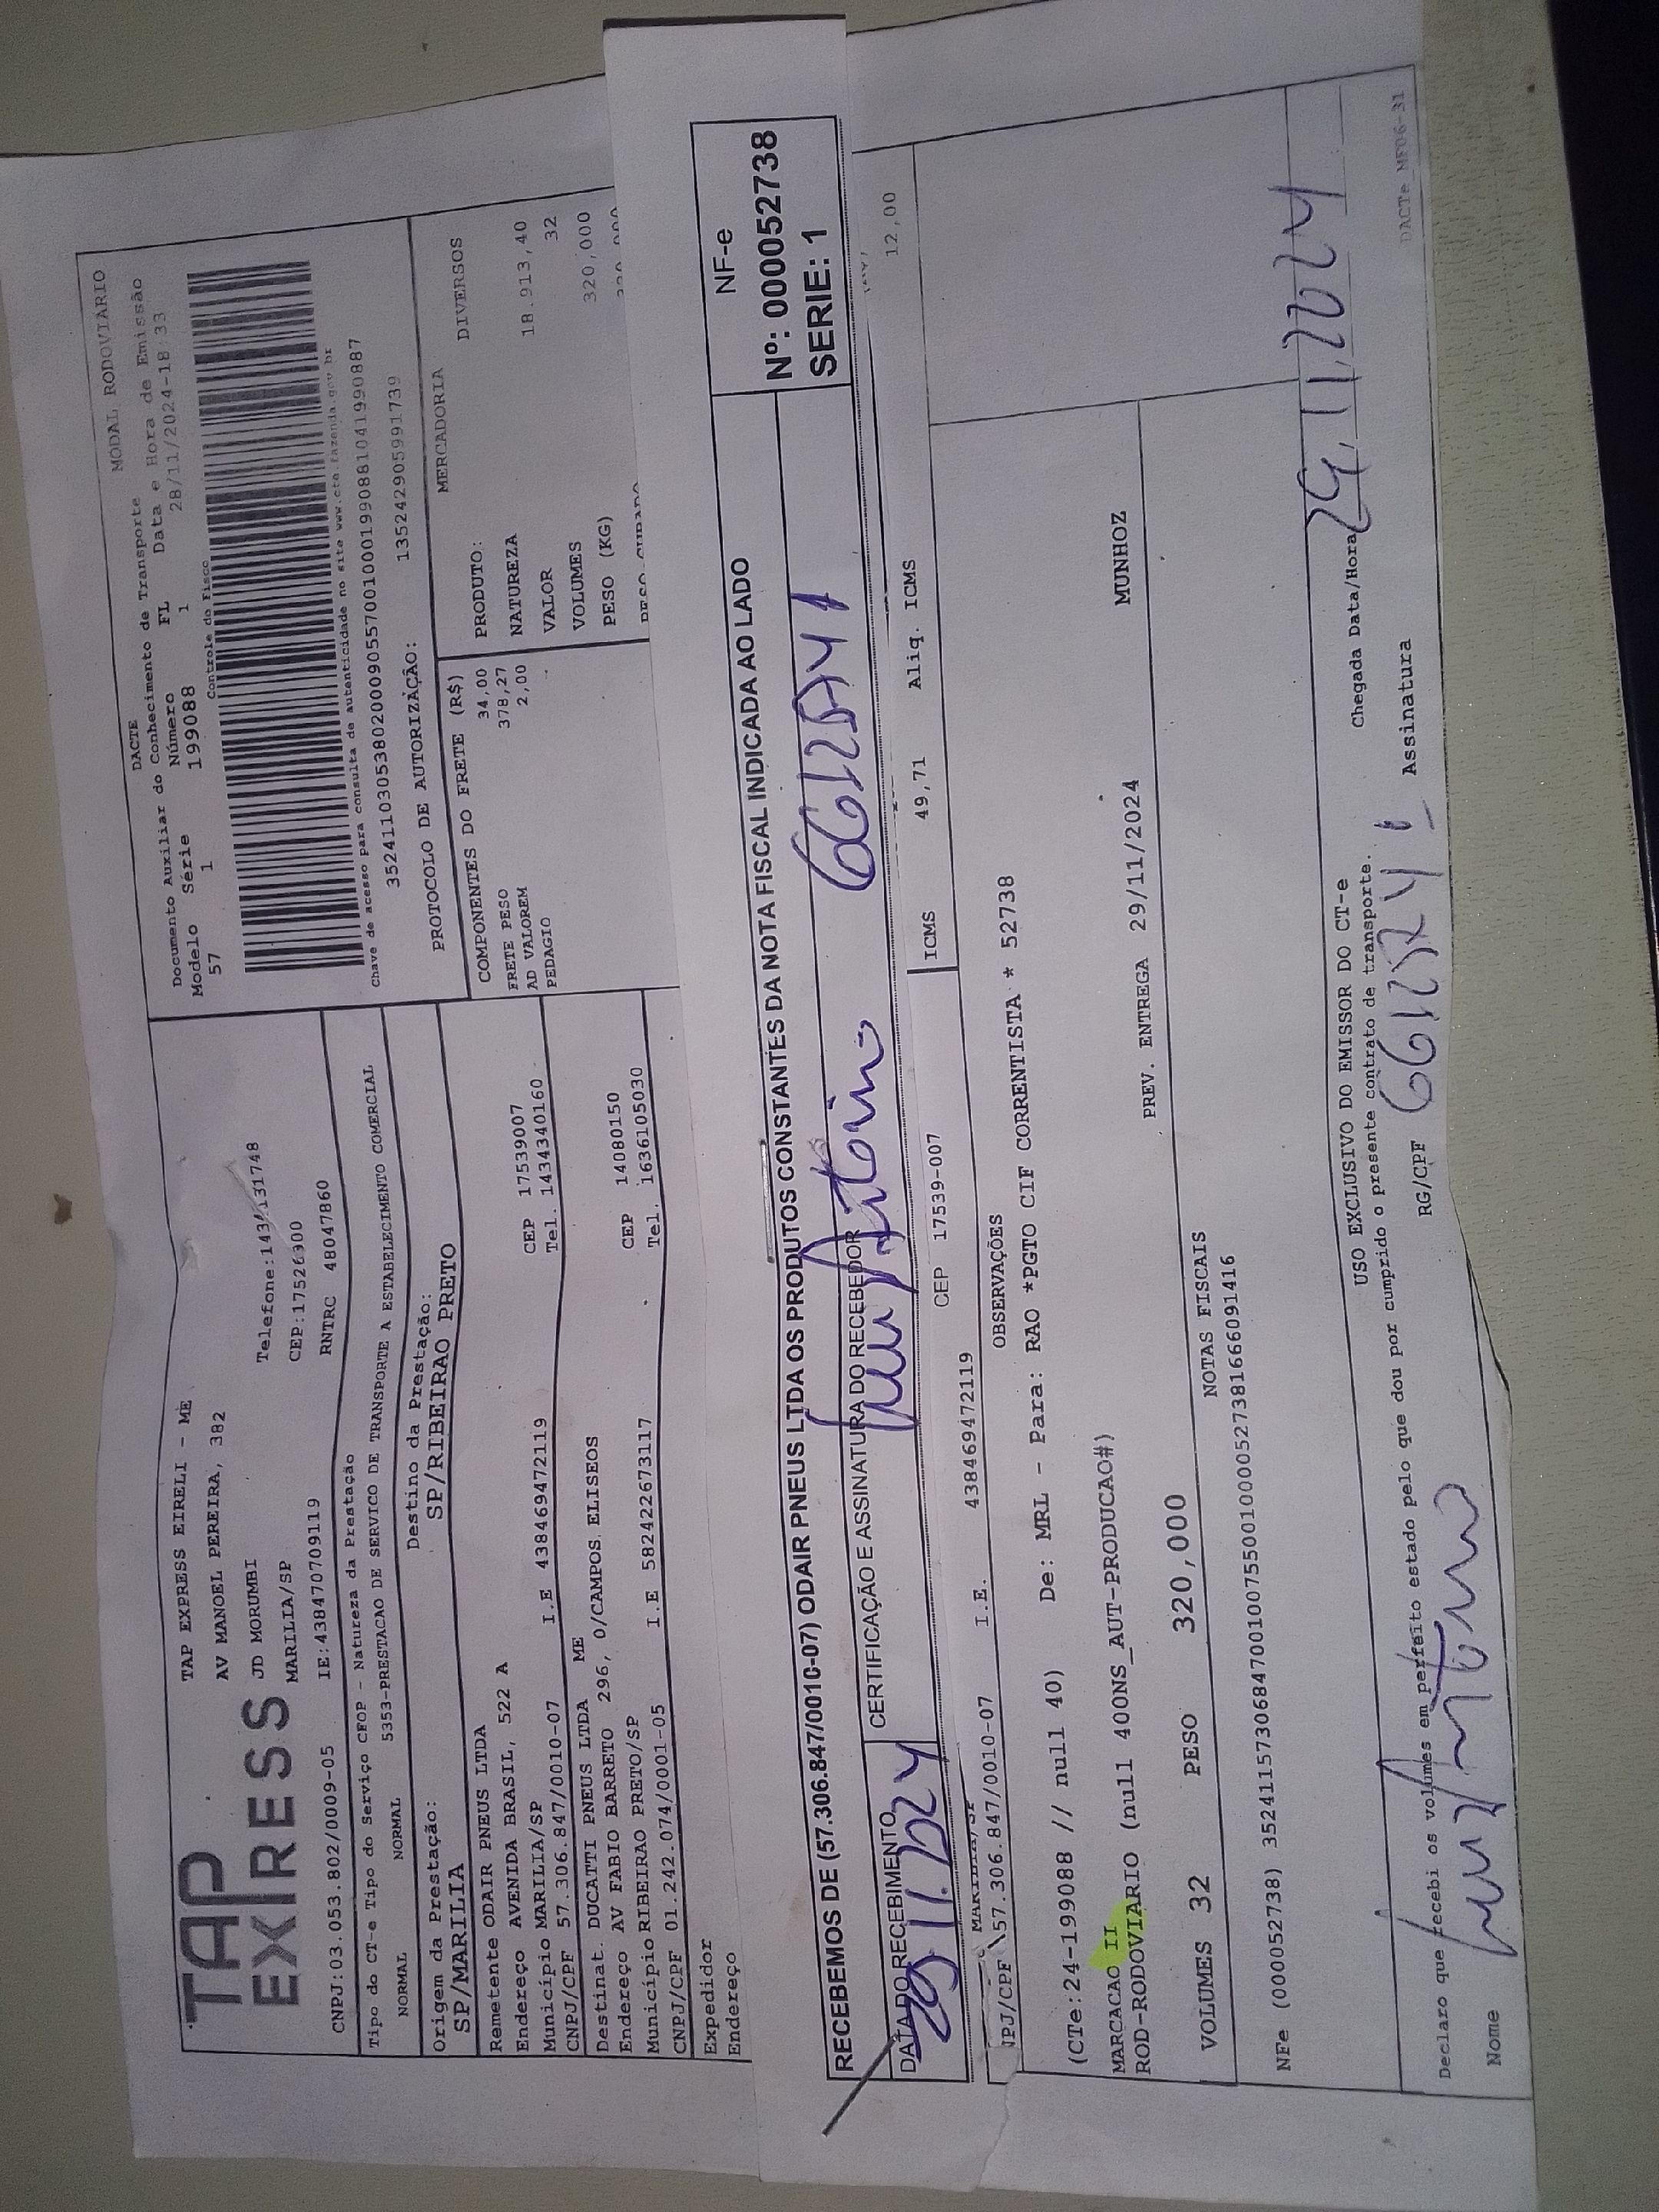 TAP EXPRESS
TAP EXPRESS EIRELI - ME
AV MANOEL PEREIRA, 382
JD MORUMBI
MARILIA/SP
CNPJ:03.053.802/0009-05 IE:438470709119
CEP:17526300
RNTRC 48047860
MODAL RODOVIARIO
DACTE
Documento Auxiliar do Conhecimento de Transporte
Modelo Série Número FL Data e Hora de Emissão
57 1 199088 1 28/11/2024-18:33
Controle do Fisco
Chave de acesso para consulta de autenticidade no site www.cte.fazenda.gov.br
PROTOCOLO DE AUTORIZAÇÃO: 135242905991739
Tipo do CT-e Tipo do Serviço CFOP - Natureza da Prestação
NORMAL NORMAL 5353-PRESTACAO DE SERVICO DE TRANSPORTE A ESTABELECIMENTO COMERCIAL
Origem da Prestação: Destino da Prestação:
SP/MARILIA SP/RIBEIRAO PRETO
Remetente ODAIR PNEUS LTDA
Endereço AVENIDA BRASIL, 522 A CEP 17539007
Município MARILIA/SP Tel. 1434340160
CNPJ/CPF 57.306.847/0010-07 I.E 438469472119
Destinat. DUCATTI PNEUS LTDA ME
Endereço AV FABIO BARRETO 296, 0/CAMPOS ELISEOS CEP 14080150
Município RIBEIRAO PRETO/SP Tel. 1636105030
CNPJ/CPF 01.242.074/0001-05 I.E 582422673117
Expedidor
Endereço
COMPONENTES DO FRETE (R$)
FRETE PESO 34,00
AD VALOREM 378,27
PEDAGIO 2,00
MERCADORIA
PRODUTO: DIVERSOS
NATUREZA
VALOR 18.913,40
VOLUMES 32
PESO (KG) 320,000
RECEBEMOS DE (57.306.847/0010-07) ODAIR PNEUS LTDA OS PRODUTOS CONSTANTES DA NOTA FISCAL INDICADA AO LADO
NF-e
Nº: 000052738
SERIE: 1
DATA DO RECEBIMENTO CERTIFICAÇÃO E ASSINATURA DO RECEBEDOR
29 11.2024 Luiz Antonio
MARILIA/SP CEP 17539-007
NPJ/CPF 57.306.847/0010-07 I.E. 438469472119
ICMS 49,71 Aliq. ICMS 12,00
OBSERVAÇÕES
(CTe:24-199088 // null 40) De: MRL - Para: RAO *PGTO CIF CORRENTISTA * 52738
MARCACAO II
ROD-RODOVIARIO (null 400NS_AUT-PRODUCAO#) PREV. ENTREGA 29/11/2024 MUNHOZ
VOLUMES 32 PESO 320,000
NOTAS FISCAIS
NFe (000052738) 35241157306847001007550010000527381666091416
USO EXCLUSIVO DO EMISSOR DO CT-e
Declaro que recebi os volumes em perfeito estado pelo que dou por cumprido o presente contrato de transporte.
Chegada Data/Hora 29, 11, 2024
Nome Luiz Antonio RG/CPF Assinatura
DACTe_MF06-31